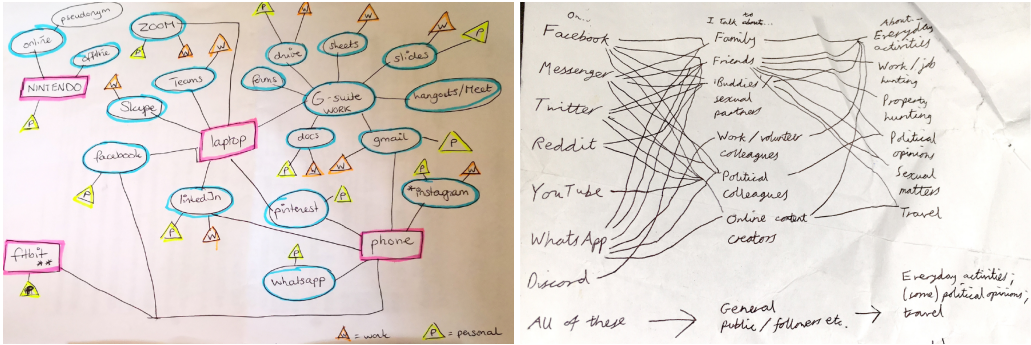 pseudonym
online
offline
NINTENDO
P
ZOOM
P
W
W
Teams
W
Skype
W
facebook
P
laptop
linkedIn
P
W
pinterest
P
P
drive
W
sheets
W
slides
P
forms
G-suite
WORK
hangouts/Meet
docs
P
W
gmail
W
P
P
W
*instagram
phone
P
whatsapp
fitbit
**
P
W = work
P = personal
On...
Facebook
Messenger
Twitter
Reddit
YouTube
WhatsApp
Discord
All of these
I talk to
about...
Family
Friends
Buddies/
sexual
partners
Work / volunteer
colleagues
Political
colleagues
Online content
creators
General
public / followers etc.
About...
Everyday
activities
Work / job
hunting
Property
hunting
Political
opinions
Sexual
matters
Travel
Everyday activities;
(some) political opinions;
travel